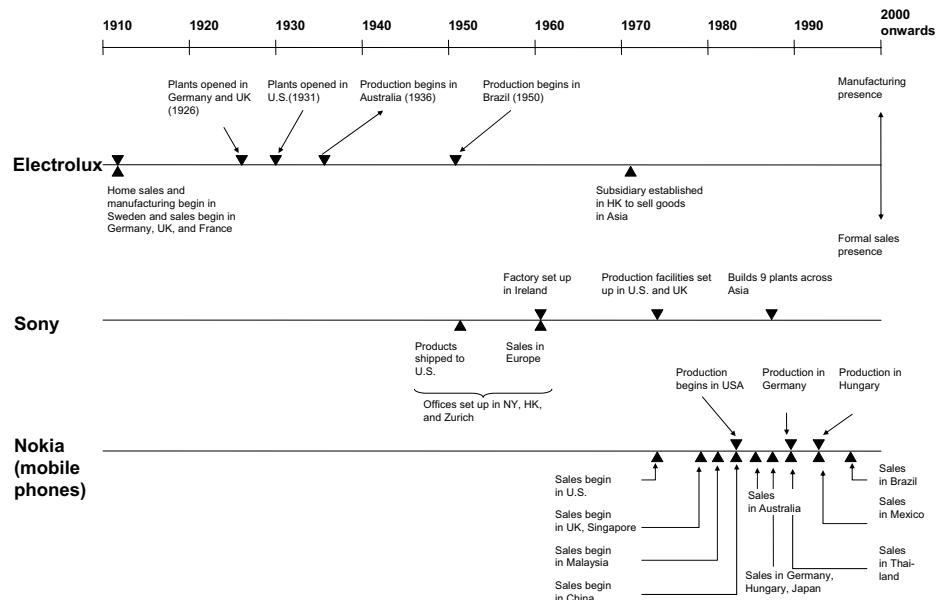 1910
1920
1930
1940
1950
1960
1970
1980
1990
2000
onwards
Plants opened in
Germany and UK
(1926)
Plants opened in
U.S.(1931)
Production begins in
Australia (1936)
Production begins in
Brazil (1950)
Manufacturing
presence
Electrolux
Home sales and
manufacturing begin in
Sweden and sales begin in
Germany, UK, and France
Subsidiary established
in HK to sell goods
in Asia
Formal sales
presence
Factory set up
in Ireland
Production facilities set
up in U.S. and UK
Builds 9 plants across
Asia
Sony
Products
shipped to
U.S.
Sales in
Europe
Offices set up in NY, HK,
and Zurich
Production
begins in USA
Production in
Germany
Production in
Hungary
Nokia
(mobile
phones)
Sales begin
in U.S.
Sales begin
in UK, Singapore
Sales begin
in Malaysia
Sales begin
in China
Sales
in Australia
Sales in Germany,
Hungary, Japan
Sales
in Brazil
Sales
in Mexico
Sales
in Thai-
land